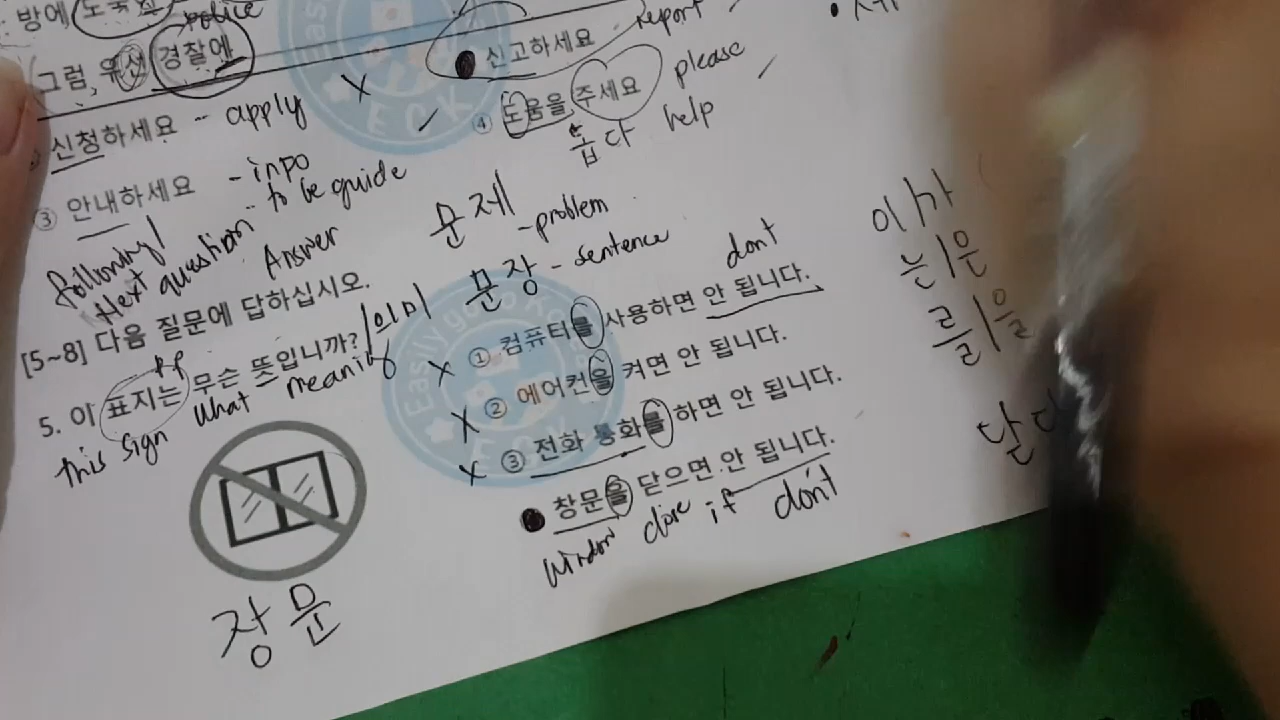 방에 도둑
police
그럼, 우선 경찰에
신고하세요 - report
신청하세요 - apply
X
④ 도움을 주세요 please
돕다 help
③ 안내하세요 - inpo
to be guide
following/
Next question
Answer
문제 - problem
문장 - sentence
[5~8] 다음 질문에 답하십시오.
5. 이 표지는 무슨 뜻입니까? /의미
this sign what meaning
dont
X ① 컴퓨터를 사용하면 안 됩니다.
X ② 에어컨을 켜면 안 됩니다.
X ③ 전화 통화를 하면 안 됩니다.
창문을 닫으면 안 됩니다.
window close if don't
장문
이/가
는/은
를/을
닫다